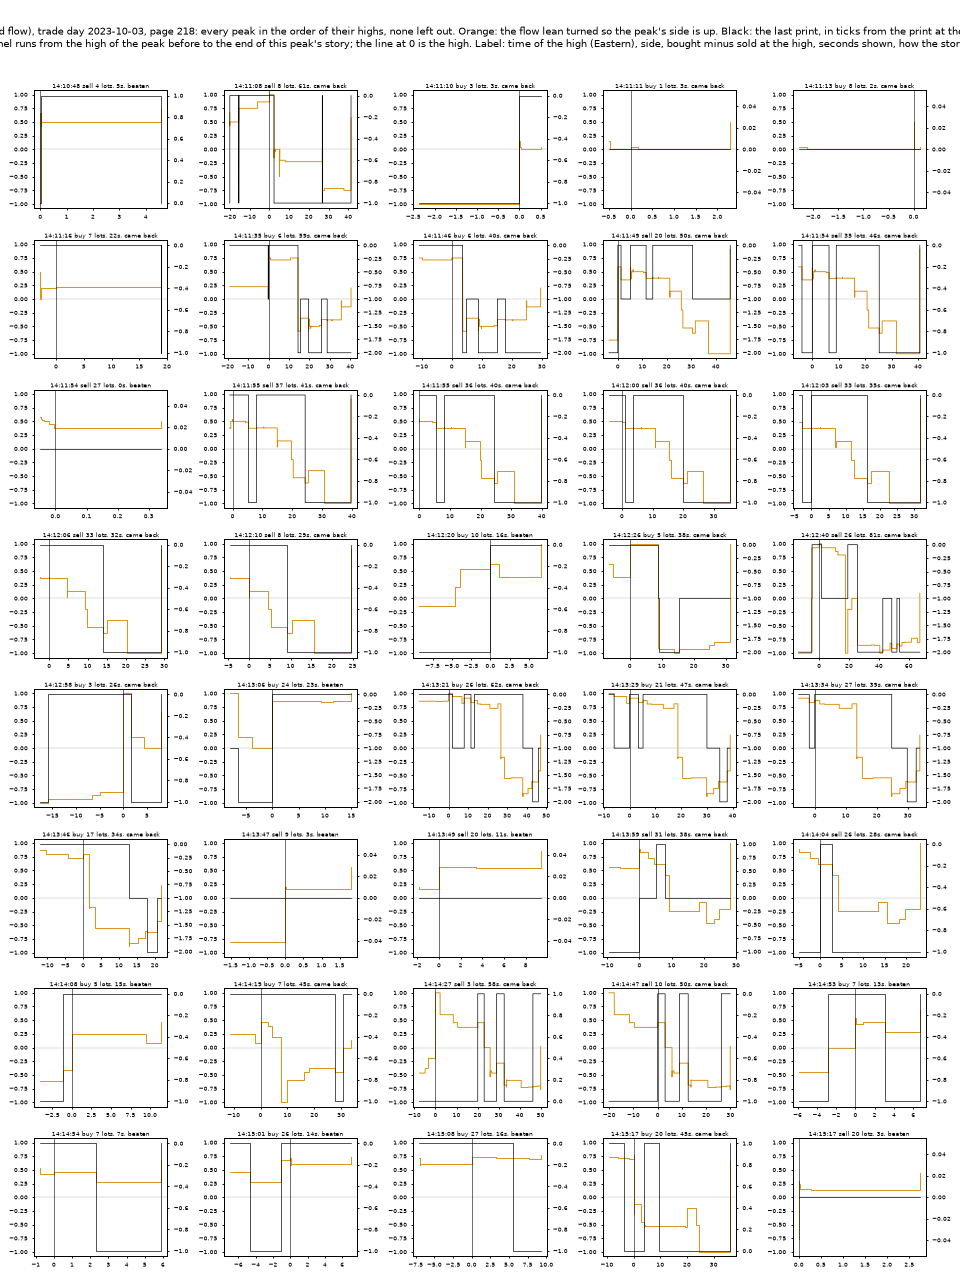 d flow), trade day 2023-10-03, page 218: every peak in the order of their highs, none left out. Orange: the flow lean turned so the peak's side is up. Black: the last print, in ticks from the print at the
nel runs from the high of the peak before to the end of this peak's story; the line at 0 is the high. Label: time of the high (Eastern), side, bought minus sold at the high, seconds shown, how the stor
14:10:48 sell 4 lots. 5s. beaten
14:11:08 sell 8 lots. 61s. came back
14:11:10 buy 3 lots. 3s. came back
14:11:11 buy 1 lots. 3s. came back
14:11:13 buy 8 lots. 2s. came back
14:11:16 buy 7 lots. 22s. came back
14:11:35 buy 6 lots. 59s. came back
14:11:46 buy 6 lots. 40s. came back
14:11:49 sell 20 lots. 50s. came back
14:11:54 sell 35 lots. 46s. came back
14:11:54 sell 27 lots. 0s. beaten
14:11:55 sell 37 lots. 41s. came back
14:11:55 sell 36 lots. 40s. came back
14:12:00 sell 36 lots. 40s. came back
14:12:03 sell 33 lots. 35s. came back
14:12:06 sell 33 lots. 32s. came back
14:12:10 sell 8 lots. 29s. came back
14:12:20 buy 10 lots. 16s. beaten
14:12:26 buy 5 lots. 38s. came back
14:12:40 sell 26 lots. 81s. came back
14:12:58 buy 3 lots. 26s. came back
14:13:06 buy 24 lots. 23s. beaten
14:13:21 buy 26 lots. 62s. came back
14:13:29 buy 21 lots. 47s. came back
14:13:34 buy 27 lots. 39s. came back
14:13:46 buy 17 lots. 34s. came back
14:13:47 sell 9 lots. 3s. beaten
14:13:49 sell 20 lots. 11s. beaten
14:13:59 sell 31 lots. 38s. came back
14:14:04 sell 26 lots. 28s. came back
14:14:08 buy 3 lots. 15s. beaten
14:14:19 buy 7 lots. 45s. came back
14:14:27 sell 3 lots. 58s. came back
14:14:47 sell 10 lots. 50s. came back
14:14:53 buy 7 lots. 13s. beaten
14:14:54 buy 7 lots. 7s. beaten
14:15:01 buy 26 lots. 14s. beaten
14:15:08 buy 27 lots. 16s. beaten
14:15:17 buy 20 lots. 45s. came back
14:15:17 sell 20 lots. 3s. beaten